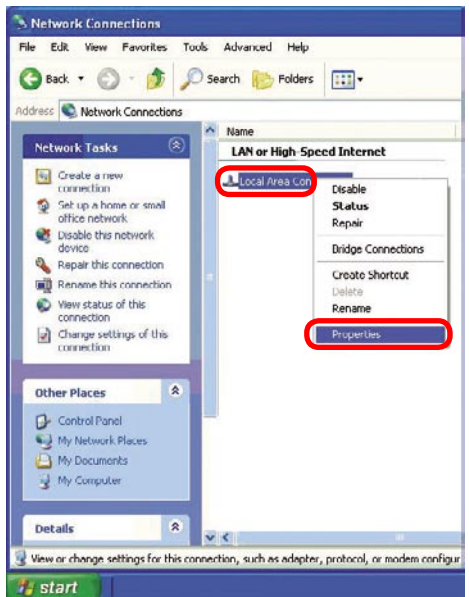 Network Connections
File Edit View Favorites Tools Advanced Help
Back Search Folders
Address Network Connections
Name
Network Tasks
Create a new
connection
Set up a home or small
office network
Disable this network
device
Repair this connection
Rename this connection
View status of this
connection
Change settings of this
connection
Other Places
Control Panel
My Network Places
My Documents
My Computer
Details
LAN or High-Speed Internet
Local Area Con
Disable
Status
Repair
Bridge Connections
Create Shortcut
Delete
Rename
Properties
View or change settings for this connection, such as adapter, protocol, or modem configur
start